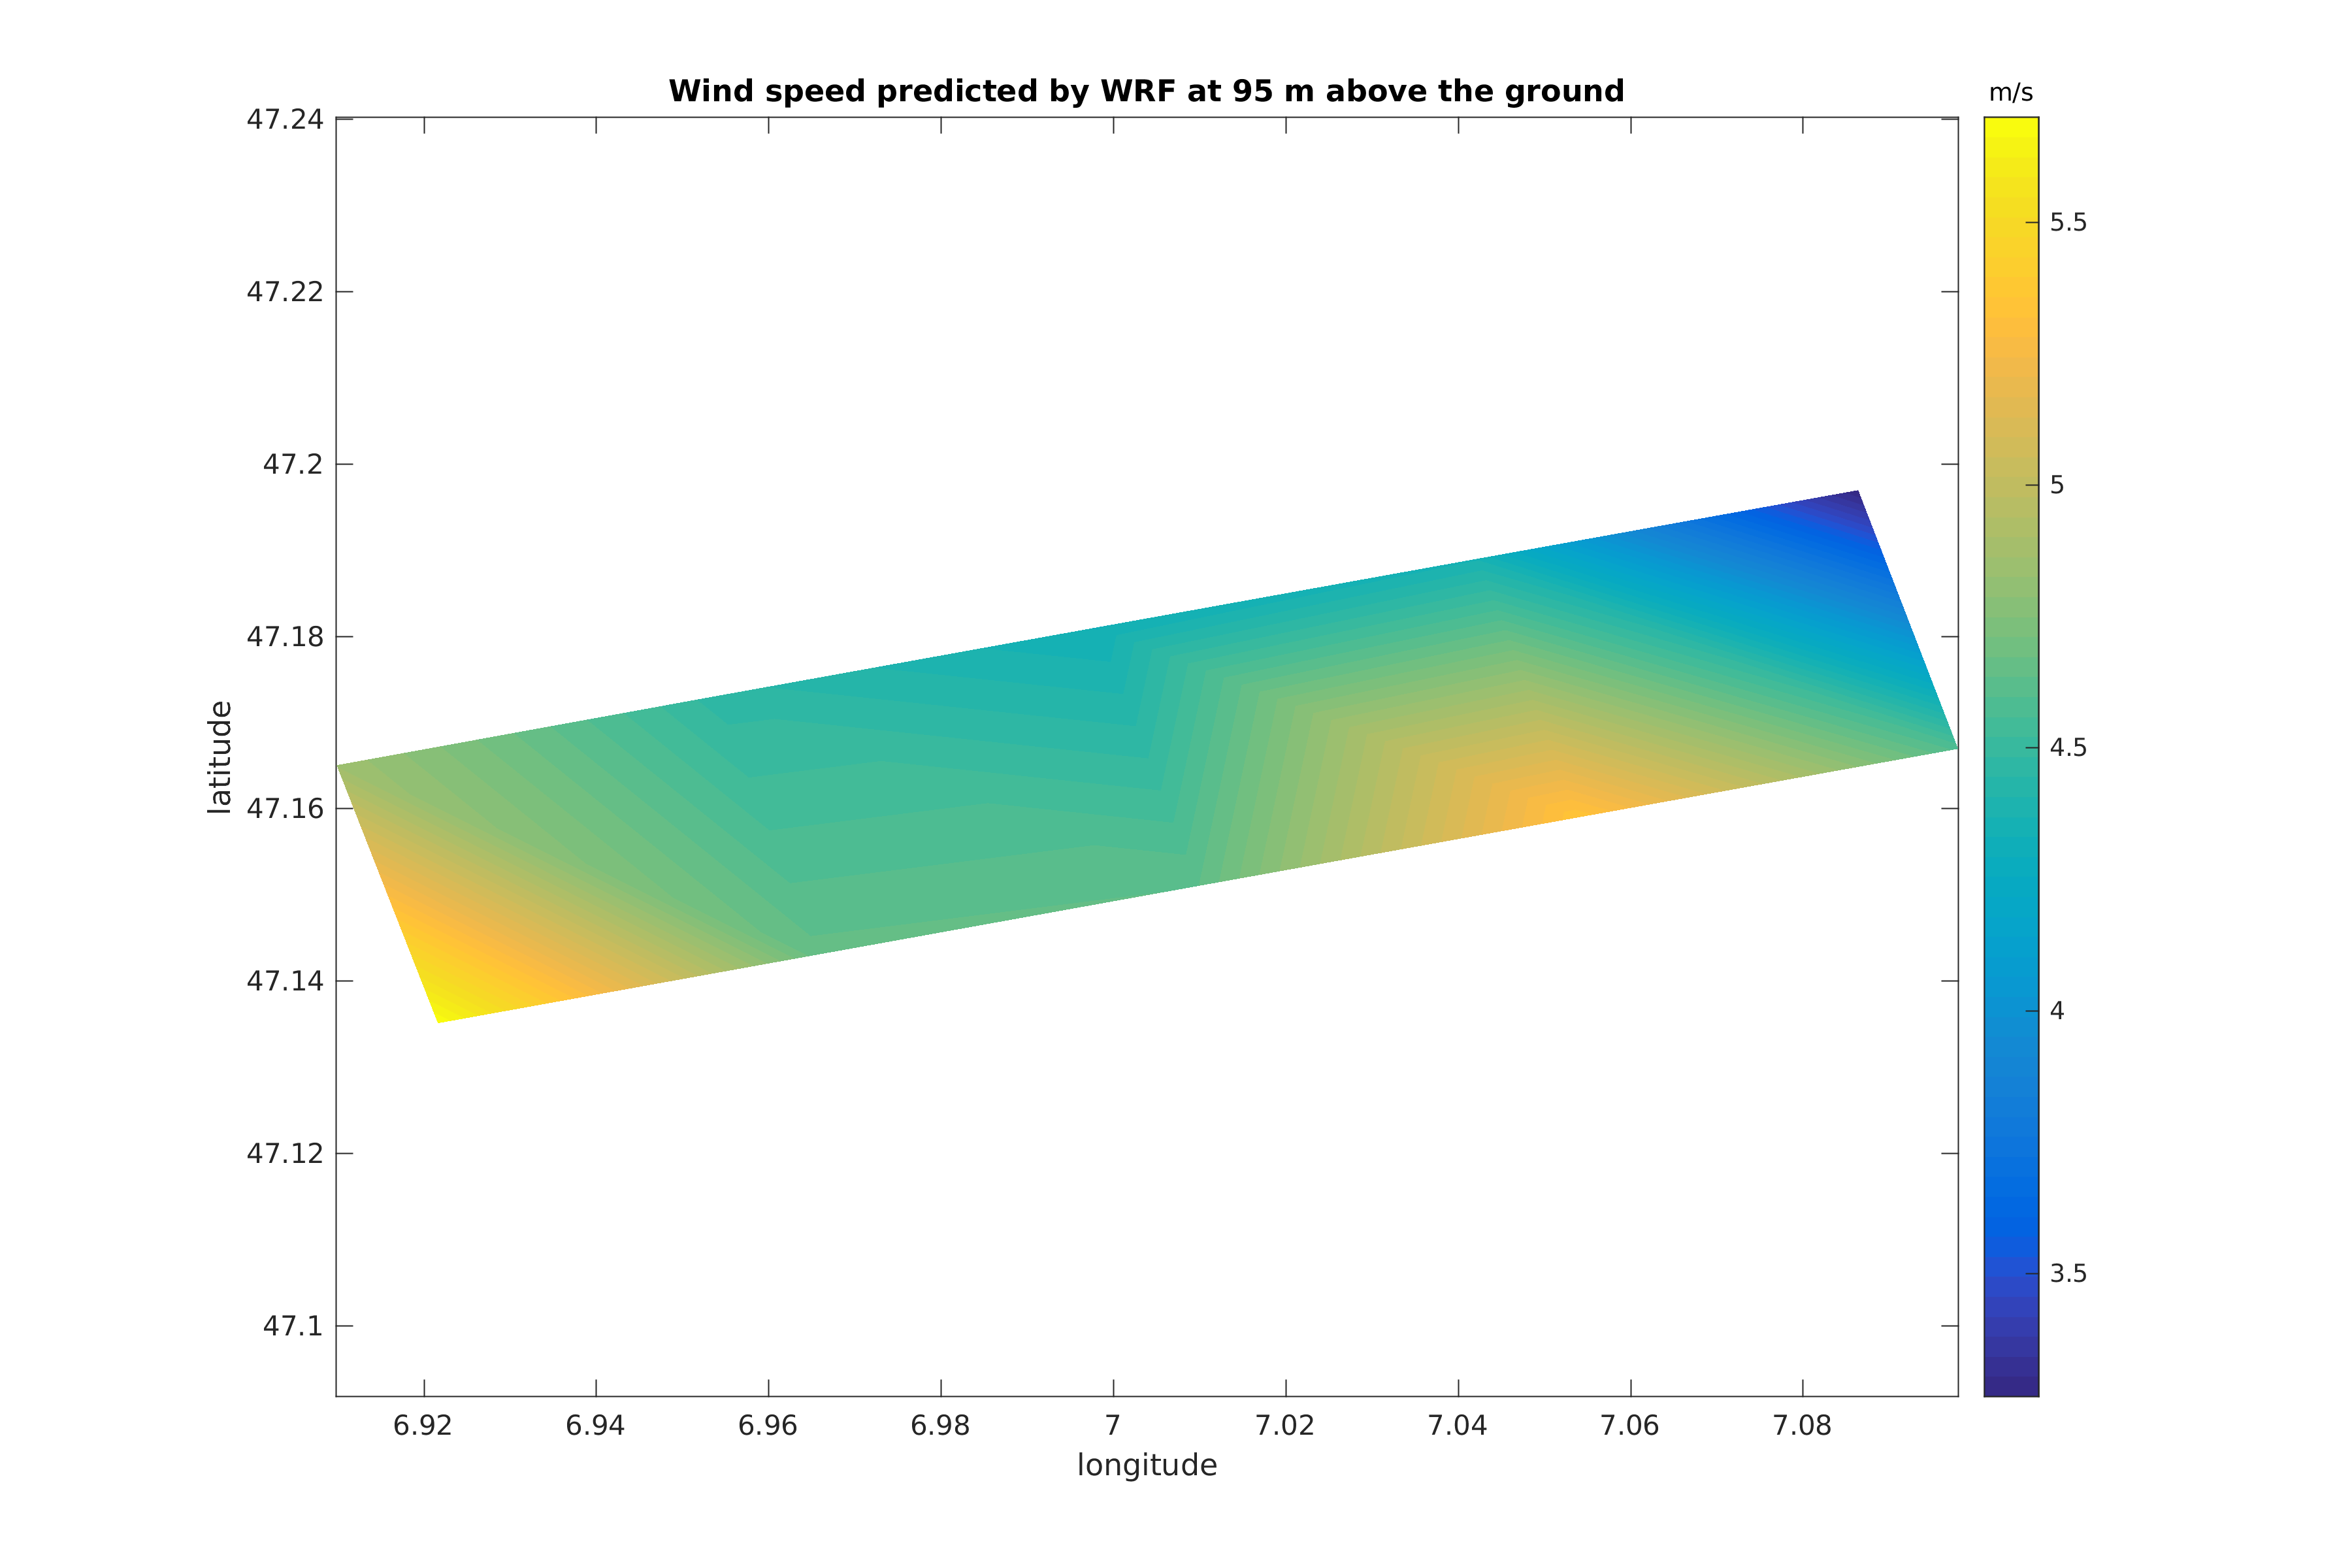 Wind speed predicted by WRF at 95 m above the ground
m/s
47.24
47.22
47.2
47.18
47.16
47.14
47.12
47.1
latitude
6.92 6.94 6.96 6.98 7 7.02 7.04 7.06 7.08
longitude
5.5
5
4.5
4
3.5